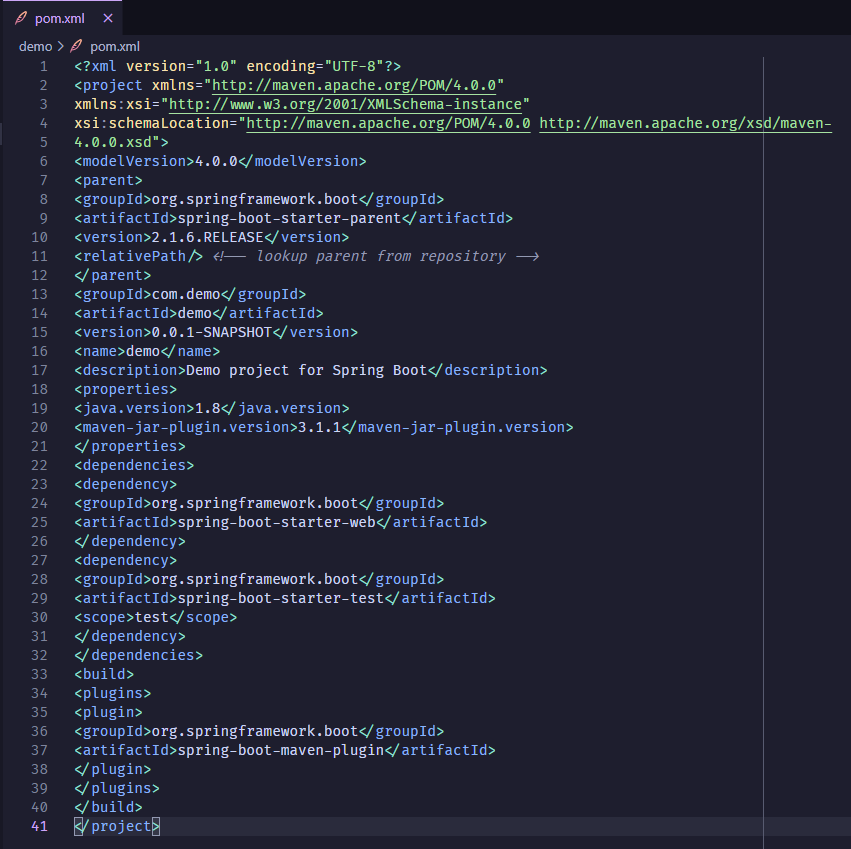 pom.xml
demo > pom.xml
1 <?xml version="1.0" encoding="UTF-8"?>
2 <project xmlns="http://maven.apache.org/POM/4.0.0"
3 xmlns:xsi="http://www.w3.org/2001/XMLSchema-instance"
4 xsi:schemaLocation="http://maven.apache.org/POM/4.0.0 http://maven.apache.org/xsd/maven-
5 4.0.0.xsd">
6 <modelVersion>4.0.0</modelVersion>
7 <parent>
8 <groupId>org.springframework.boot</groupId>
9 <artifactId>spring-boot-starter-parent</artifactId>
10 <version>2.1.6.RELEASE</version>
11 <relativePath/> <!-- lookup parent from repository -->
12 </parent>
13 <groupId>com.demo</groupId>
14 <artifactId>demo</artifactId>
15 <version>0.0.1-SNAPSHOT</version>
16 <name>demo</name>
17 <description>Demo project for Spring Boot</description>
18 <properties>
19 <java.version>1.8</java.version>
20 <maven-jar-plugin.version>3.1.1</maven-jar-plugin.version>
21 </properties>
22 <dependencies>
23 <dependency>
24 <groupId>org.springframework.boot</groupId>
25 <artifactId>spring-boot-starter-web</artifactId>
26 </dependency>
27 <dependency>
28 <groupId>org.springframework.boot</groupId>
29 <artifactId>spring-boot-starter-test</artifactId>
30 <scope>test</scope>
31 </dependency>
32 </dependencies>
33 <build>
34 <plugins>
35 <plugin>
36 <groupId>org.springframework.boot</groupId>
37 <artifactId>spring-boot-maven-plugin</artifactId>
38 </plugin>
39 </plugins>
40 </build>
41 </project>